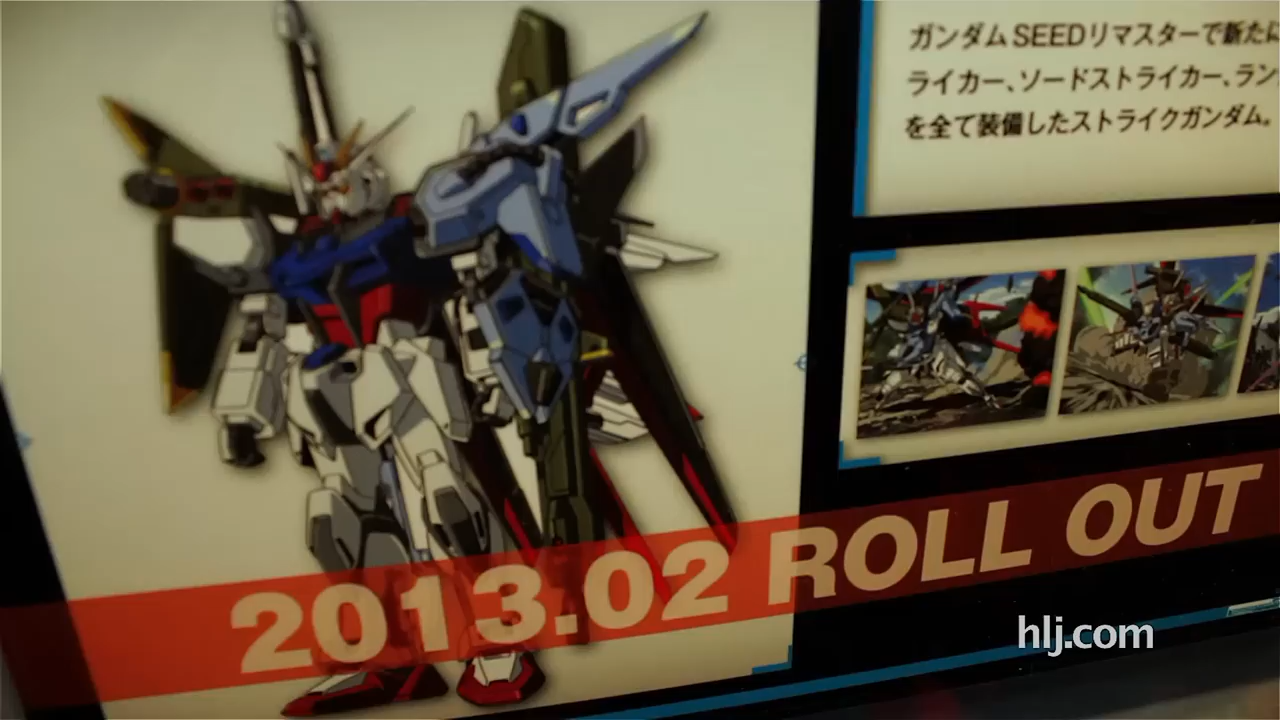 ガンダムSEEDリマスターで新たに
ライカー、ソードストライカー、ラン
を全て装備したストライクガンダム。
2013.02 ROLL OUT
hlj.com